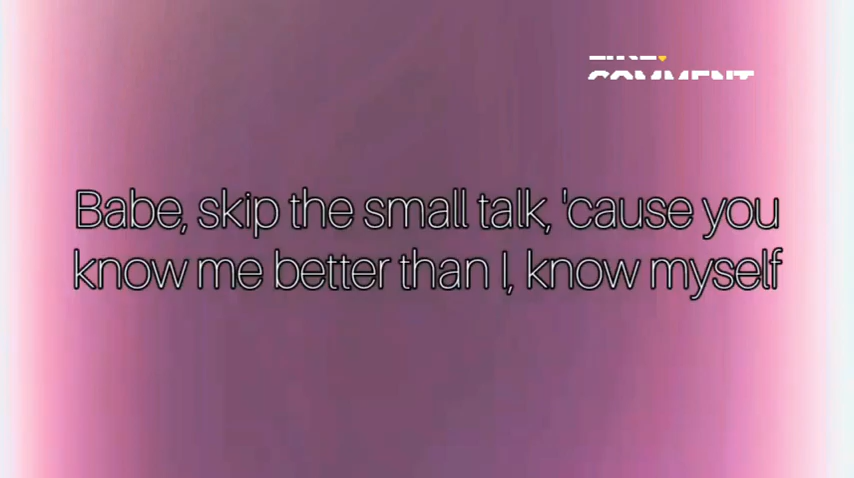 COMMENT
Babe, skip the small talk, 'cause you
know me better than I, know myself